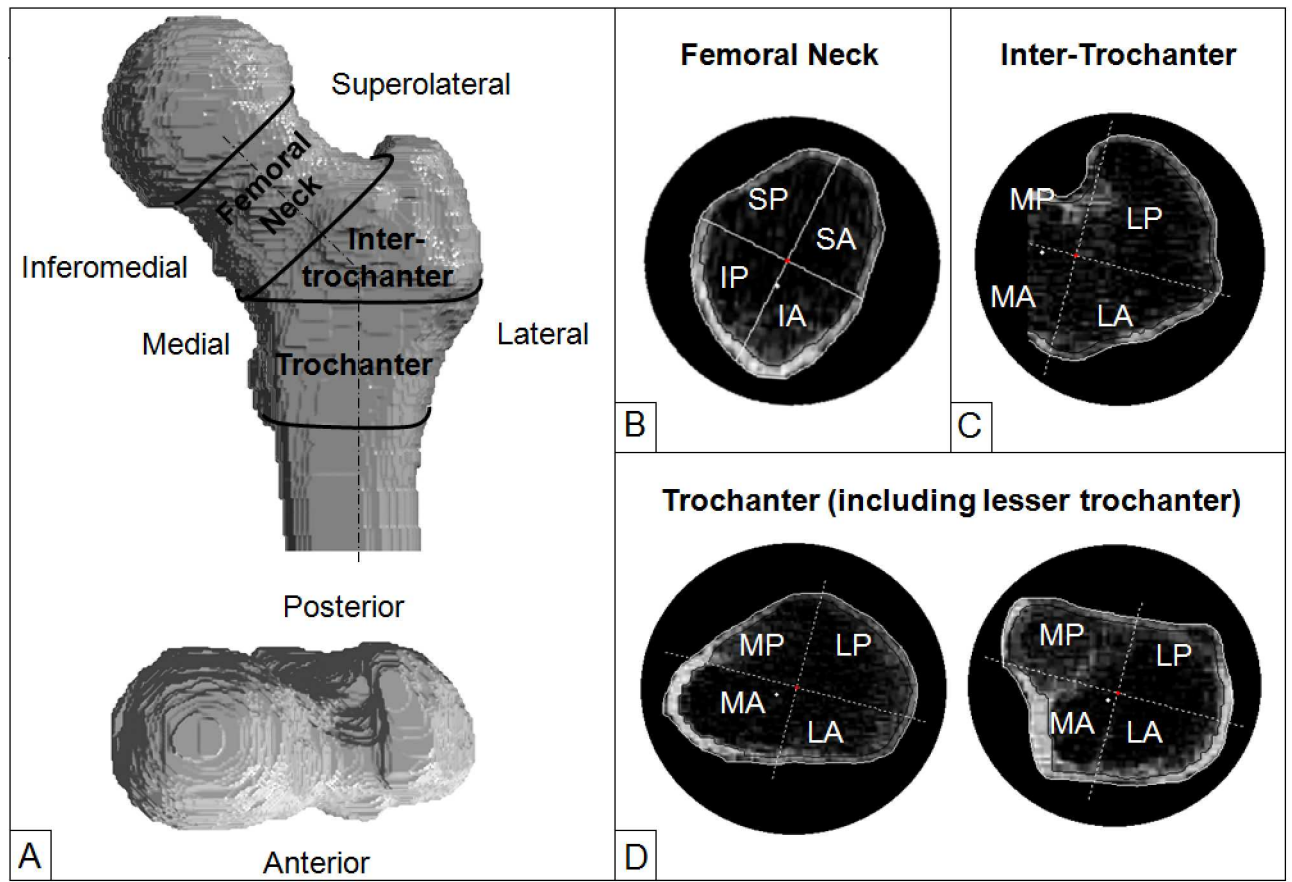 Superolateral
Femoral
Neck
Inter-
trochanter
Inferomedial
Medial
Lateral
Trochanter
Posterior
Anterior
A
Femoral Neck
SP
SA
IP
IA
B
Inter-Trochanter
MP
LP
MA
LA
C
Trochanter (including lesser trochanter)
MP
LP
MA
LA
MP
LP
MA
LA
D